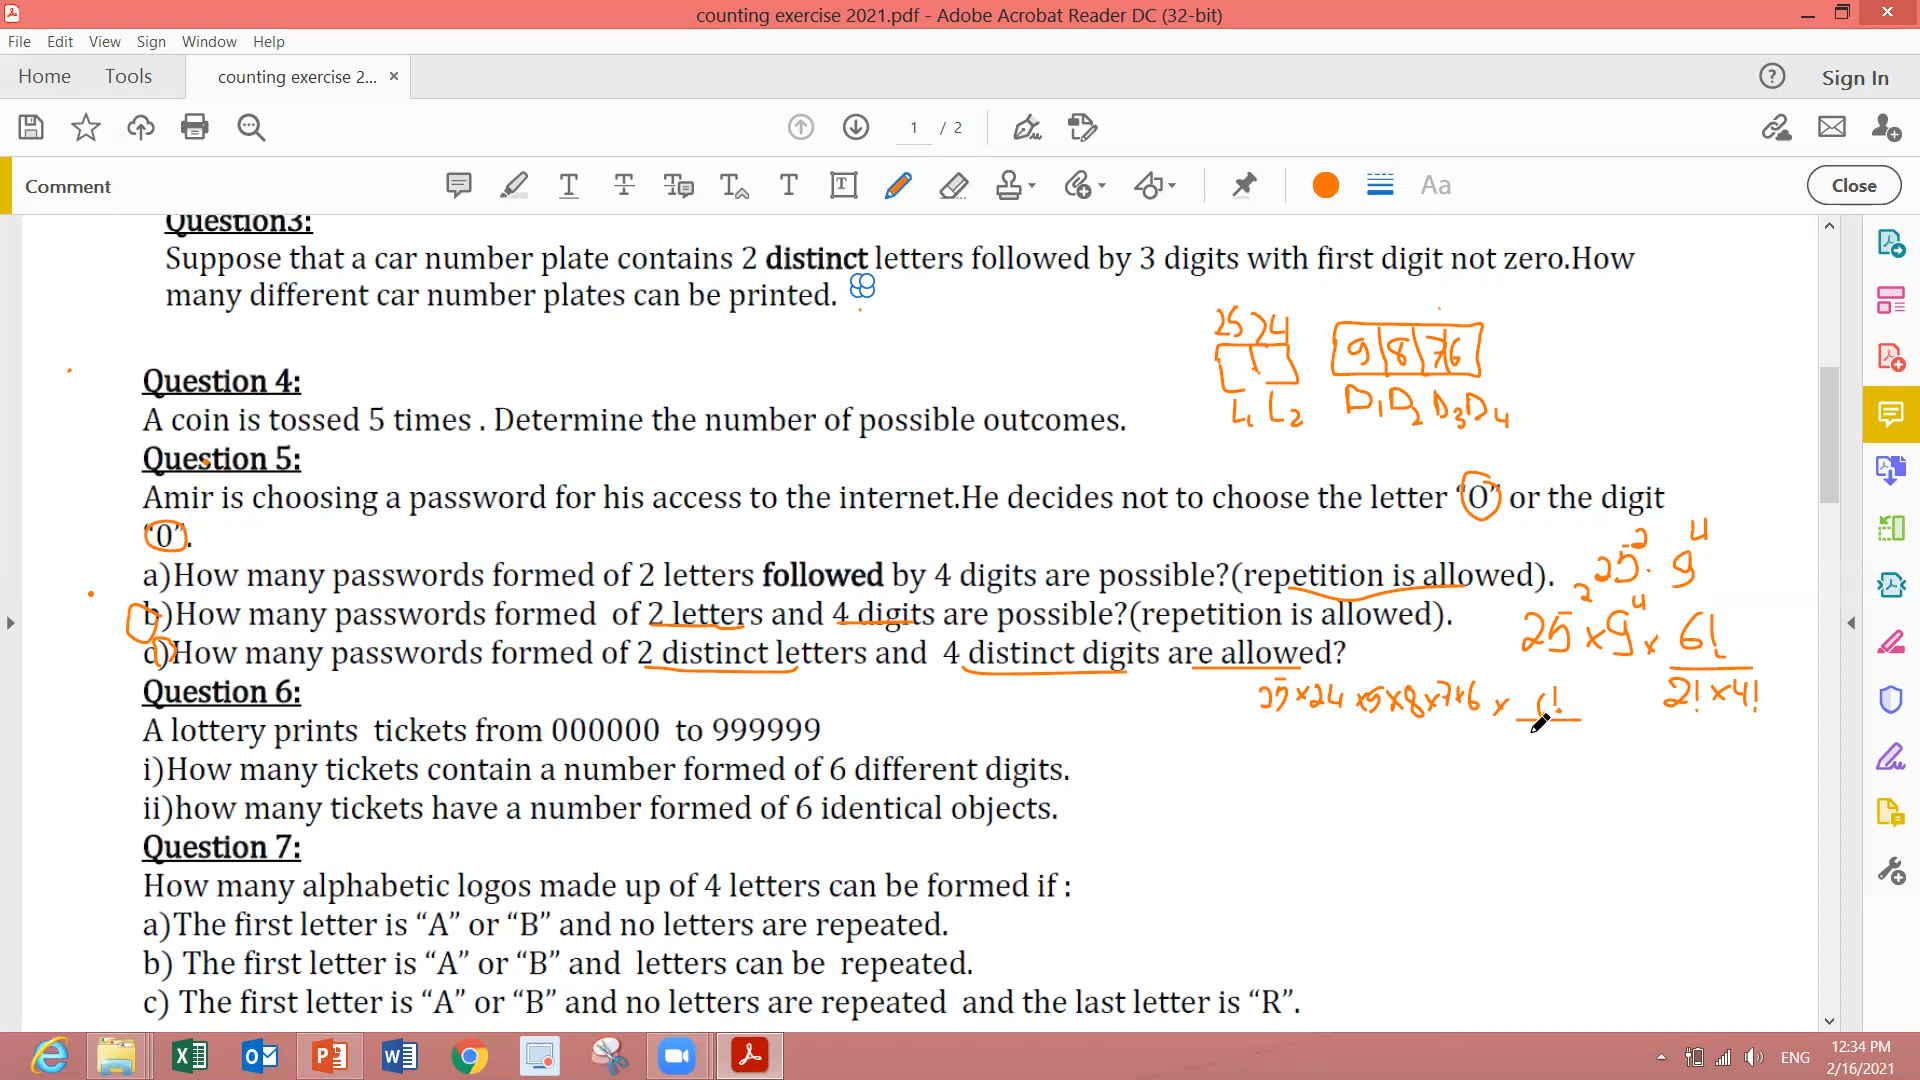 counting exercise 2021.pdf - Adobe Acrobat Reader DC (32-bit)
File Edit View Sign Window Help
Home Tools counting exercise 2... × Sign In
1 / 2
Comment Aa Close
Question3:
Suppose that a car number plate contains 2 distinct letters followed by 3 digits with first digit not zero.How
many different car number plates can be printed.
25 24 9 8 7 6
L1 L2 D1 D2 D3 D4
Question 4:
A coin is tossed 5 times . Determine the number of possible outcomes.
Question 5:
Amir is choosing a password for his access to the internet.He decides not to choose the letter “O” or the digit
“0”.
a)How many passwords formed of 2 letters followed by 4 digits are possible?(repetition is allowed).
25² · 9⁴
b)How many passwords formed of 2 letters and 4 digits are possible?(repetition is allowed).
25² × 9⁴ × 6!
2! × 4!
c)How many passwords formed of 2 distinct letters and 4 distinct digits are allowed?
25 × 24 × 5 × 8 × 7 × 6 ×
Question 6:
A lottery prints tickets from 000000 to 999999
i)How many tickets contain a number formed of 6 different digits.
ii)how many tickets have a number formed of 6 identical objects.
Question 7:
How many alphabetic logos made up of 4 letters can be formed if :
a)The first letter is “A” or “B” and no letters are repeated.
b) The first letter is “A” or “B” and letters can be repeated.
c) The first letter is “A” or “B” and no letters are repeated and the last letter is “R”.
ENG
12:34 PM
2/16/2021